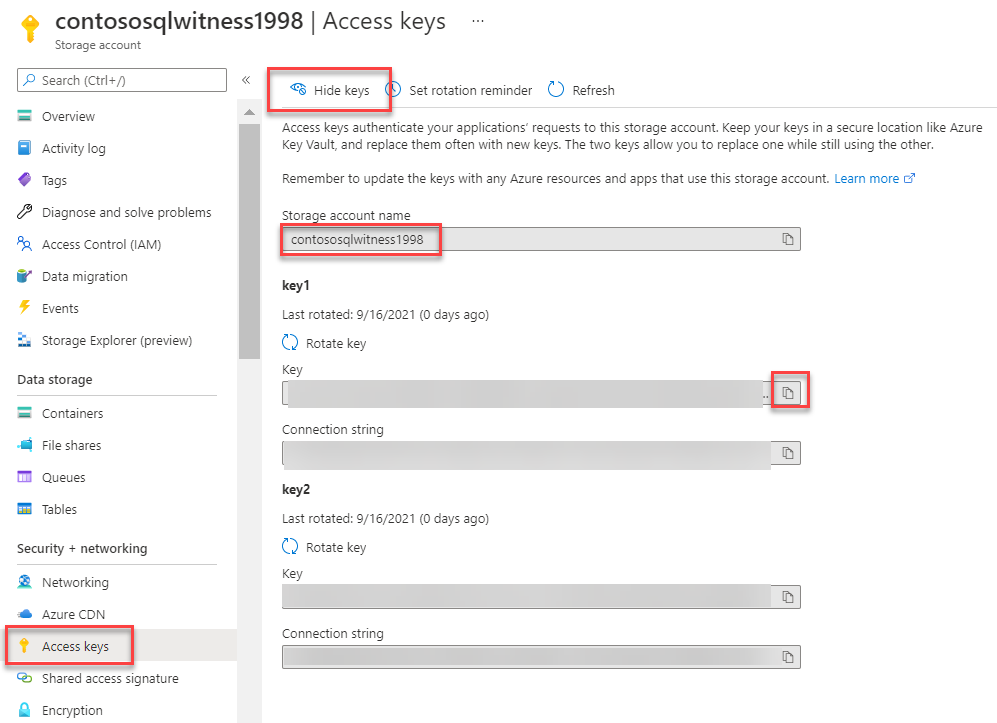 contososqlwitness1998 | Access keys ...
Storage account
Search (Ctrl+/)
«
Overview
Activity log
Tags
Diagnose and solve problems
Access Control (IAM)
Data migration
Events
Storage Explorer (preview)
Data storage
Containers
File shares
Queues
Tables
Security + networking
Networking
Azure CDN
Access keys
Shared access signature
Encryption
Hide keys Set rotation reminder Refresh
Access keys authenticate your applications' requests to this storage account. Keep your keys in a secure location like Azure
Key Vault, and replace them often with new keys. The two keys allow you to replace one while still using the other.
Remember to update the keys with any Azure resources and apps that use this storage account. Learn more
Storage account name
contososqlwitness1998
key1
Last rotated: 9/16/2021 (0 days ago)
Rotate key
Key
..
Connection string
key2
Last rotated: 9/16/2021 (0 days ago)
Rotate key
Key
Connection string